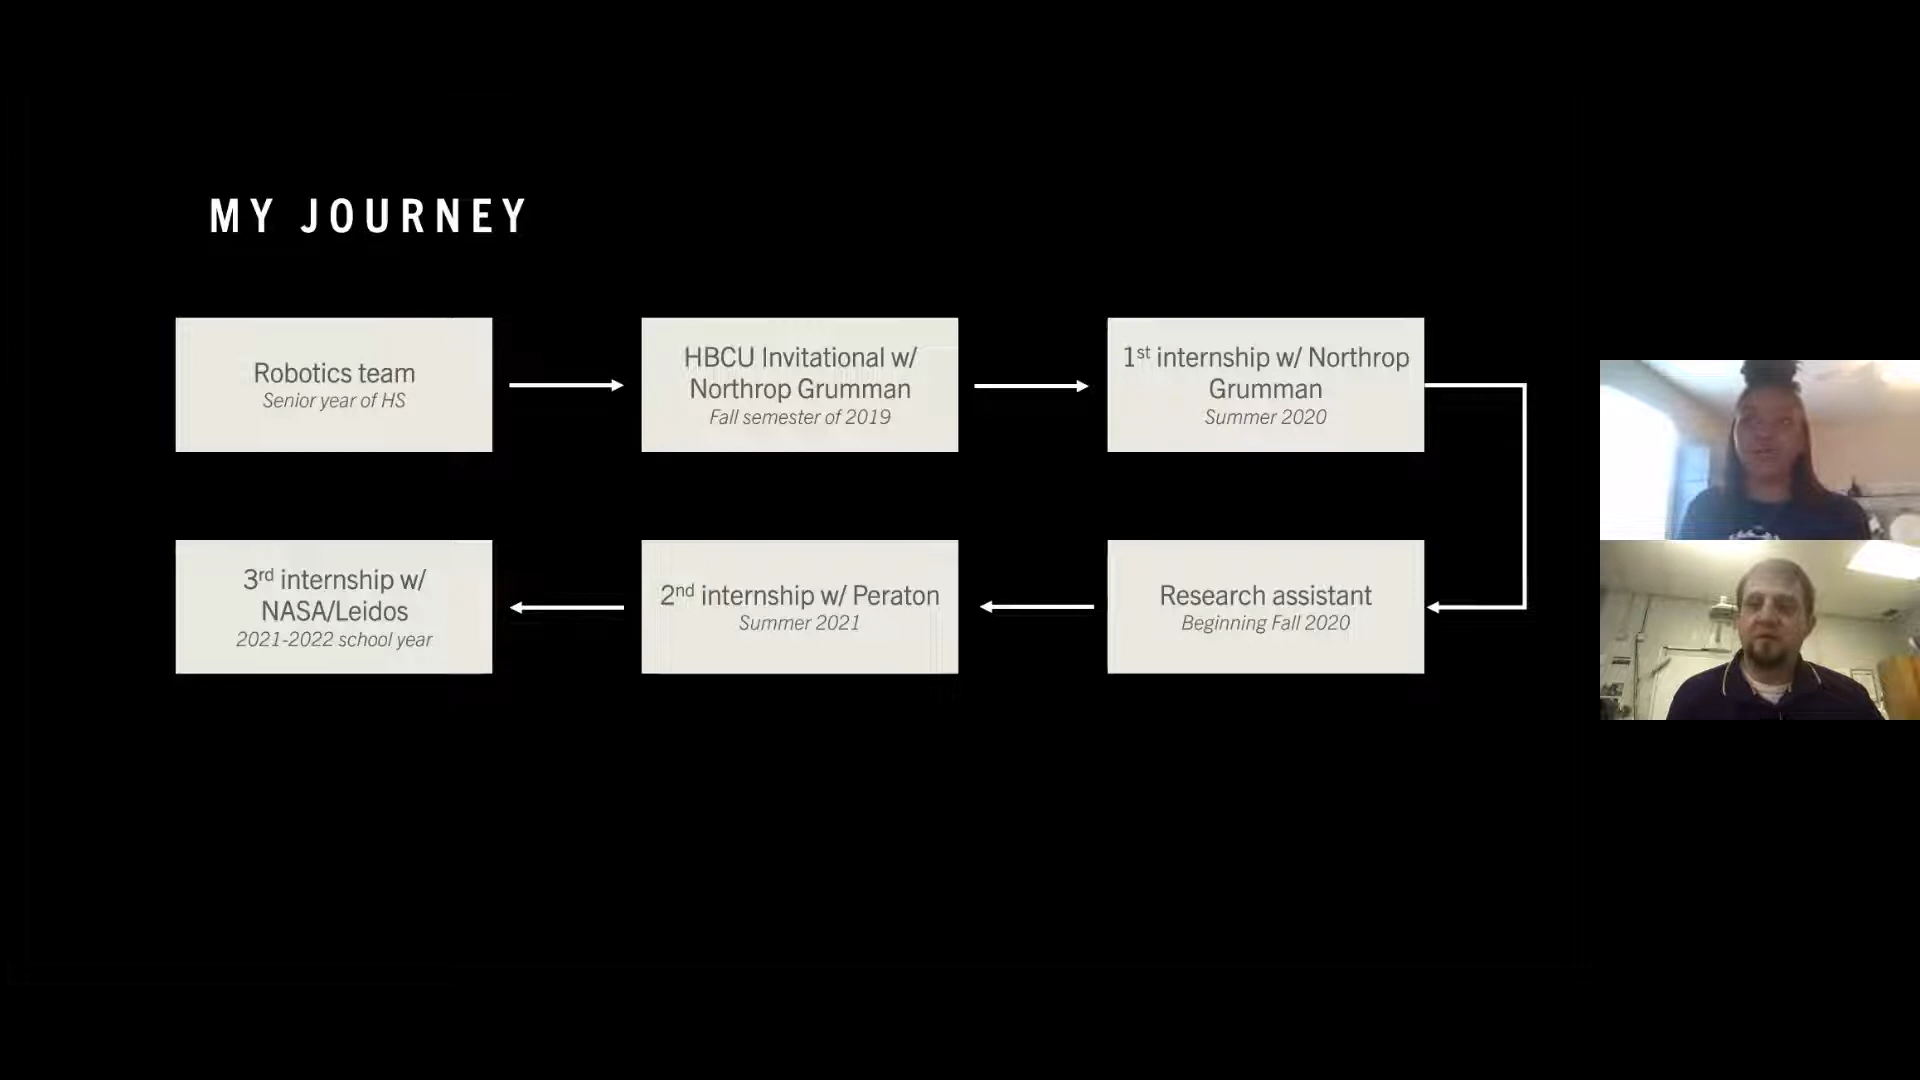 MY JOURNEY
Robotics team
Senior year of HS
HBCU Invitational w/
Northrop Grumman
Fall semester of 2019
1st internship w/ Northrop
Grumman
Summer 2020
Research assistant
Beginning Fall 2020
2nd internship w/ Peraton
Summer 2021
3rd internship w/
NASA/Leidos
2021-2022 school year